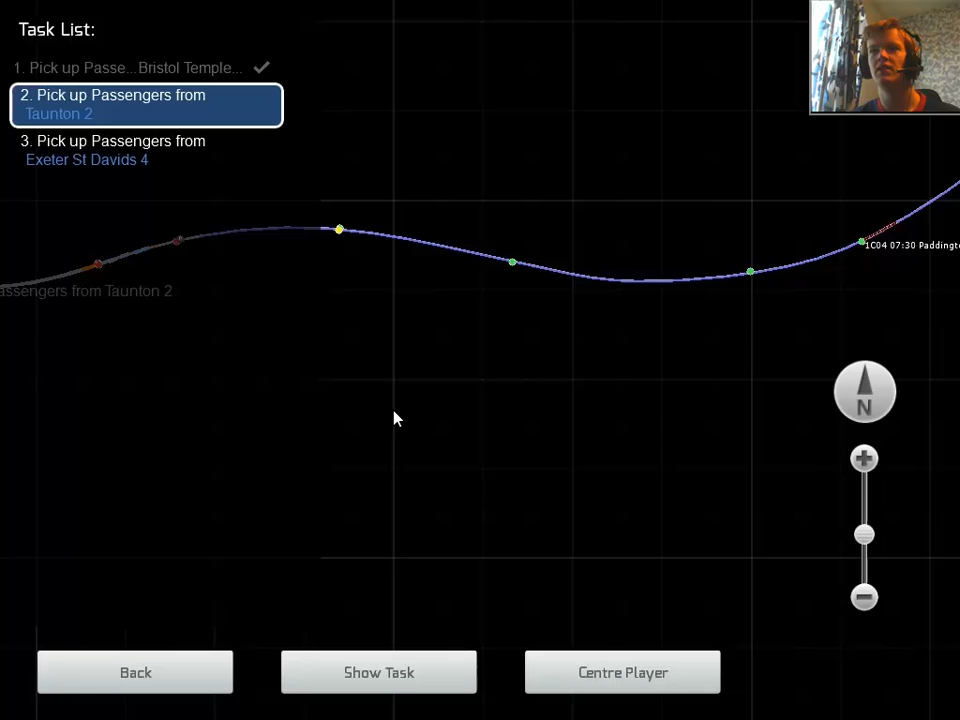 Task List:
1. Pick up Passe...Bristol Temple...
2. Pick up Passengers from
Taunton 2
3. Pick up Passengers from
Exeter St Davids 4
1C04 07:30 Paddingto
assengers from Taunton 2
N
Back
Show Task
Centre Player